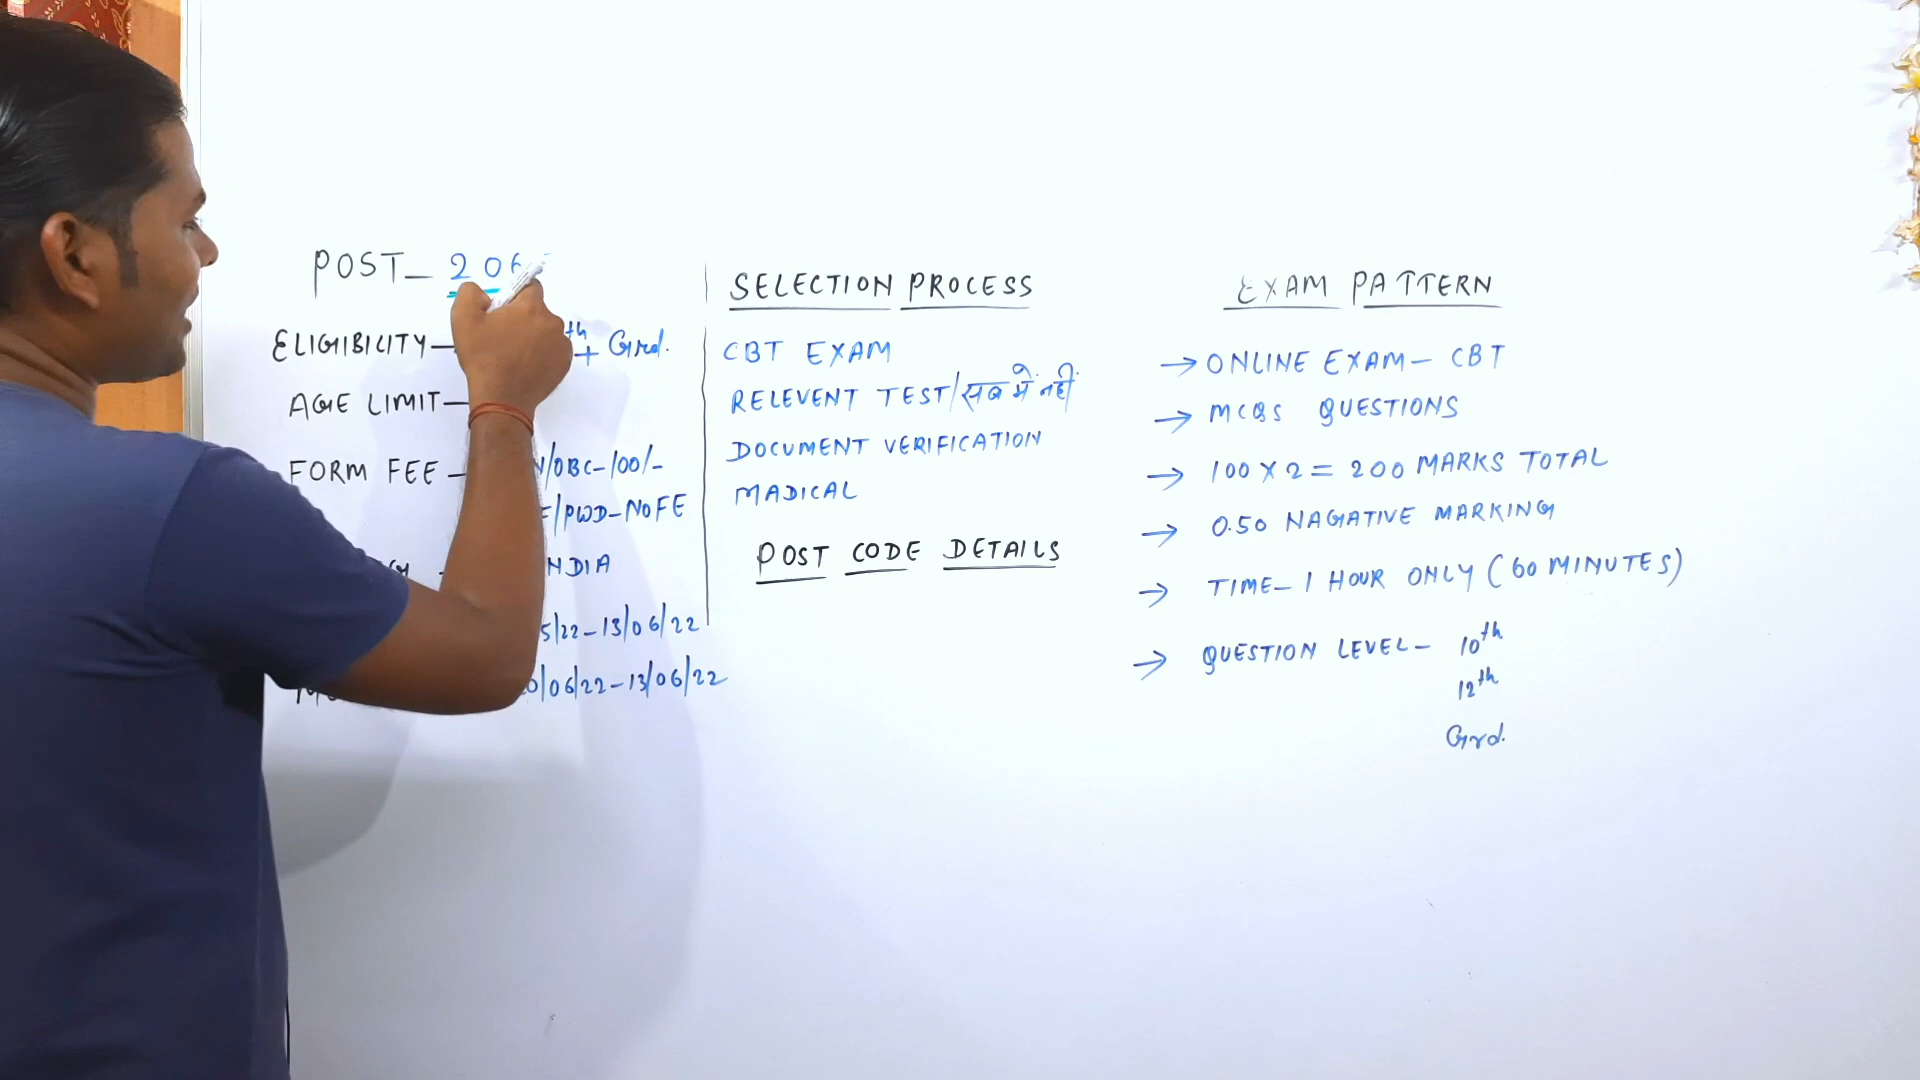 POST- 206
ELIGIBILITY- th + Grd.
AGE LIMIT-
FORM FEE - /OBC-100/-
/PWD-NOFE
NDIA
5/22-13/06/22
0/06/22-13/06/22
SELECTION PROCESS
CBT EXAM
RELEVENT TEST/सब में नहीं
DOCUMENT VERIFICATION
MADICAL
POST CODE DETAILS
EXAM PATTERN
→ ONLINE EXAM- CBT
→ MCQS QUESTIONS
→ 100 X 2 = 200 MARKS TOTAL
→ 0.50 NAGATIVE MARKING
→ TIME- 1 HOUR ONLY (60 MINUTES)
→ QUESTION LEVEL- 10th
12th
Grd.